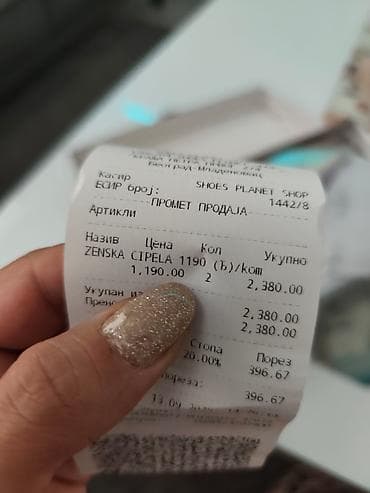 Београд-Младеновац
Касир SHOES PLANET SHOP
ЕСИР број: 1442/8
ПРОМЕТ ПРОДАЈА
Артикли
Назив Цена Кол Укупно
ZENSKA CIPELA 1190 (Ђ)/kom
1,190.00 2 2,380.00
Укупан 2,380.00
2,380.00
Стопа Порез
20.00% 396.67
396.67